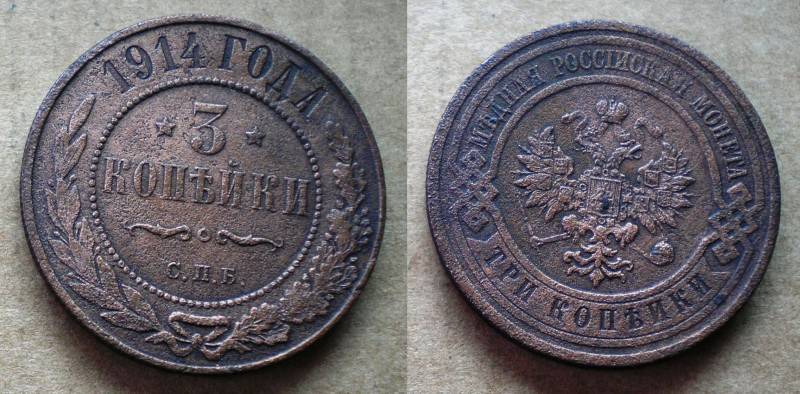 1914 ГОДА
3
КОПѢЙКИ
С.П.Б.
МѢДНАЯ РОССІЙСКАЯ МОНЕТА
ТРИ КОПѢЙКИ